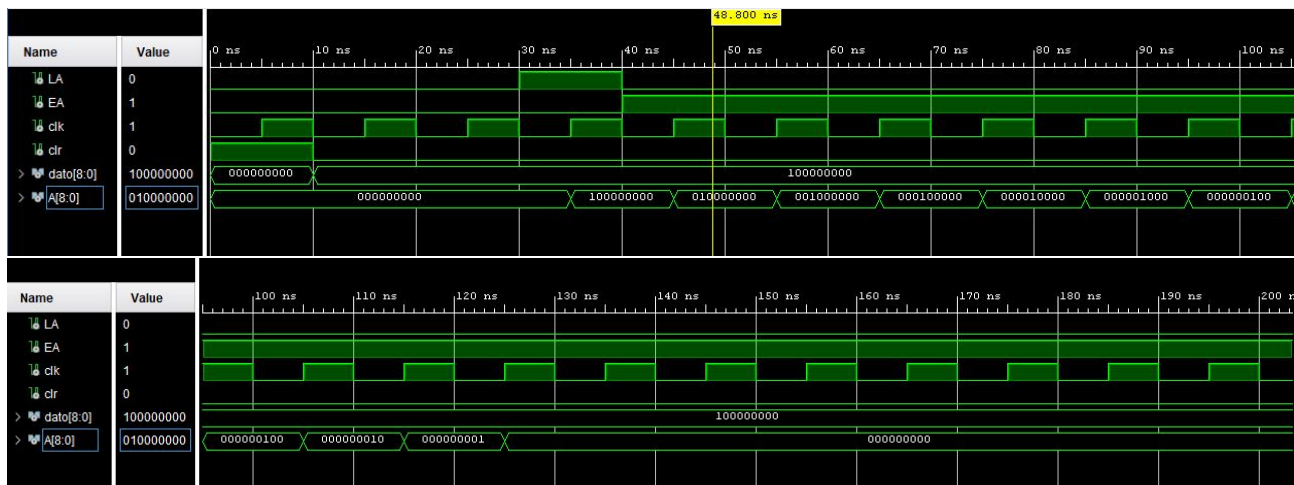 48.800 ns
Name Value 0 ns 10 ns 20 ns 30 ns 40 ns 50 ns 60 ns 70 ns 80 ns 90 ns 100 ns
LA 0
EA 1
clk 1
clr 0
dato[8:0] 100000000 000000000 100000000
A[8:0] 010000000 000000000 100000000 010000000 001000000 000100000 000010000 000001000 000000100
Name Value 100 ns 110 ns 120 ns 130 ns 140 ns 150 ns 160 ns 170 ns 180 ns 190 ns 200
LA 0
EA 1
clk 1
clr 0
dato[8:0] 100000000 100000000
A[8:0] 010000000 000000100 000000010 000000001 000000000